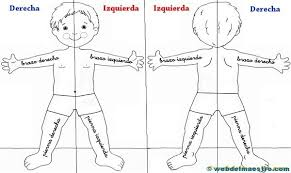 Derecha Izquierda Izquierda Derecha
brazo derecho brazo izquierdo brazo izquierdo brazo derecho
pierna derecha pierna izquierda pierna izquierda pierna derecha
© webdelmaestro.com